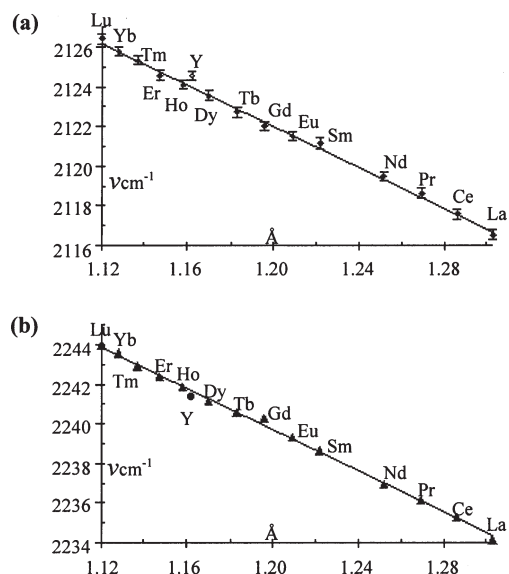 (a)
Lu
2126
Yb
Tm
Y
2124
Er
Ho
Dy
Tb
2122
Gd
Eu
Sm
2120
Nd
νcm⁻¹
Pr
2118
Ce
La
Å
2116
1.12 1.16 1.20 1.24 1.28
(b)
Lu
2244
Yb
Tm
Er
Ho
2242
Y
Dy
Tb
2240
Gd
Eu
Sm
2238
νcm⁻¹
Nd
2236
Pr
Ce
La
Å
2234
1.12 1.16 1.20 1.24 1.28